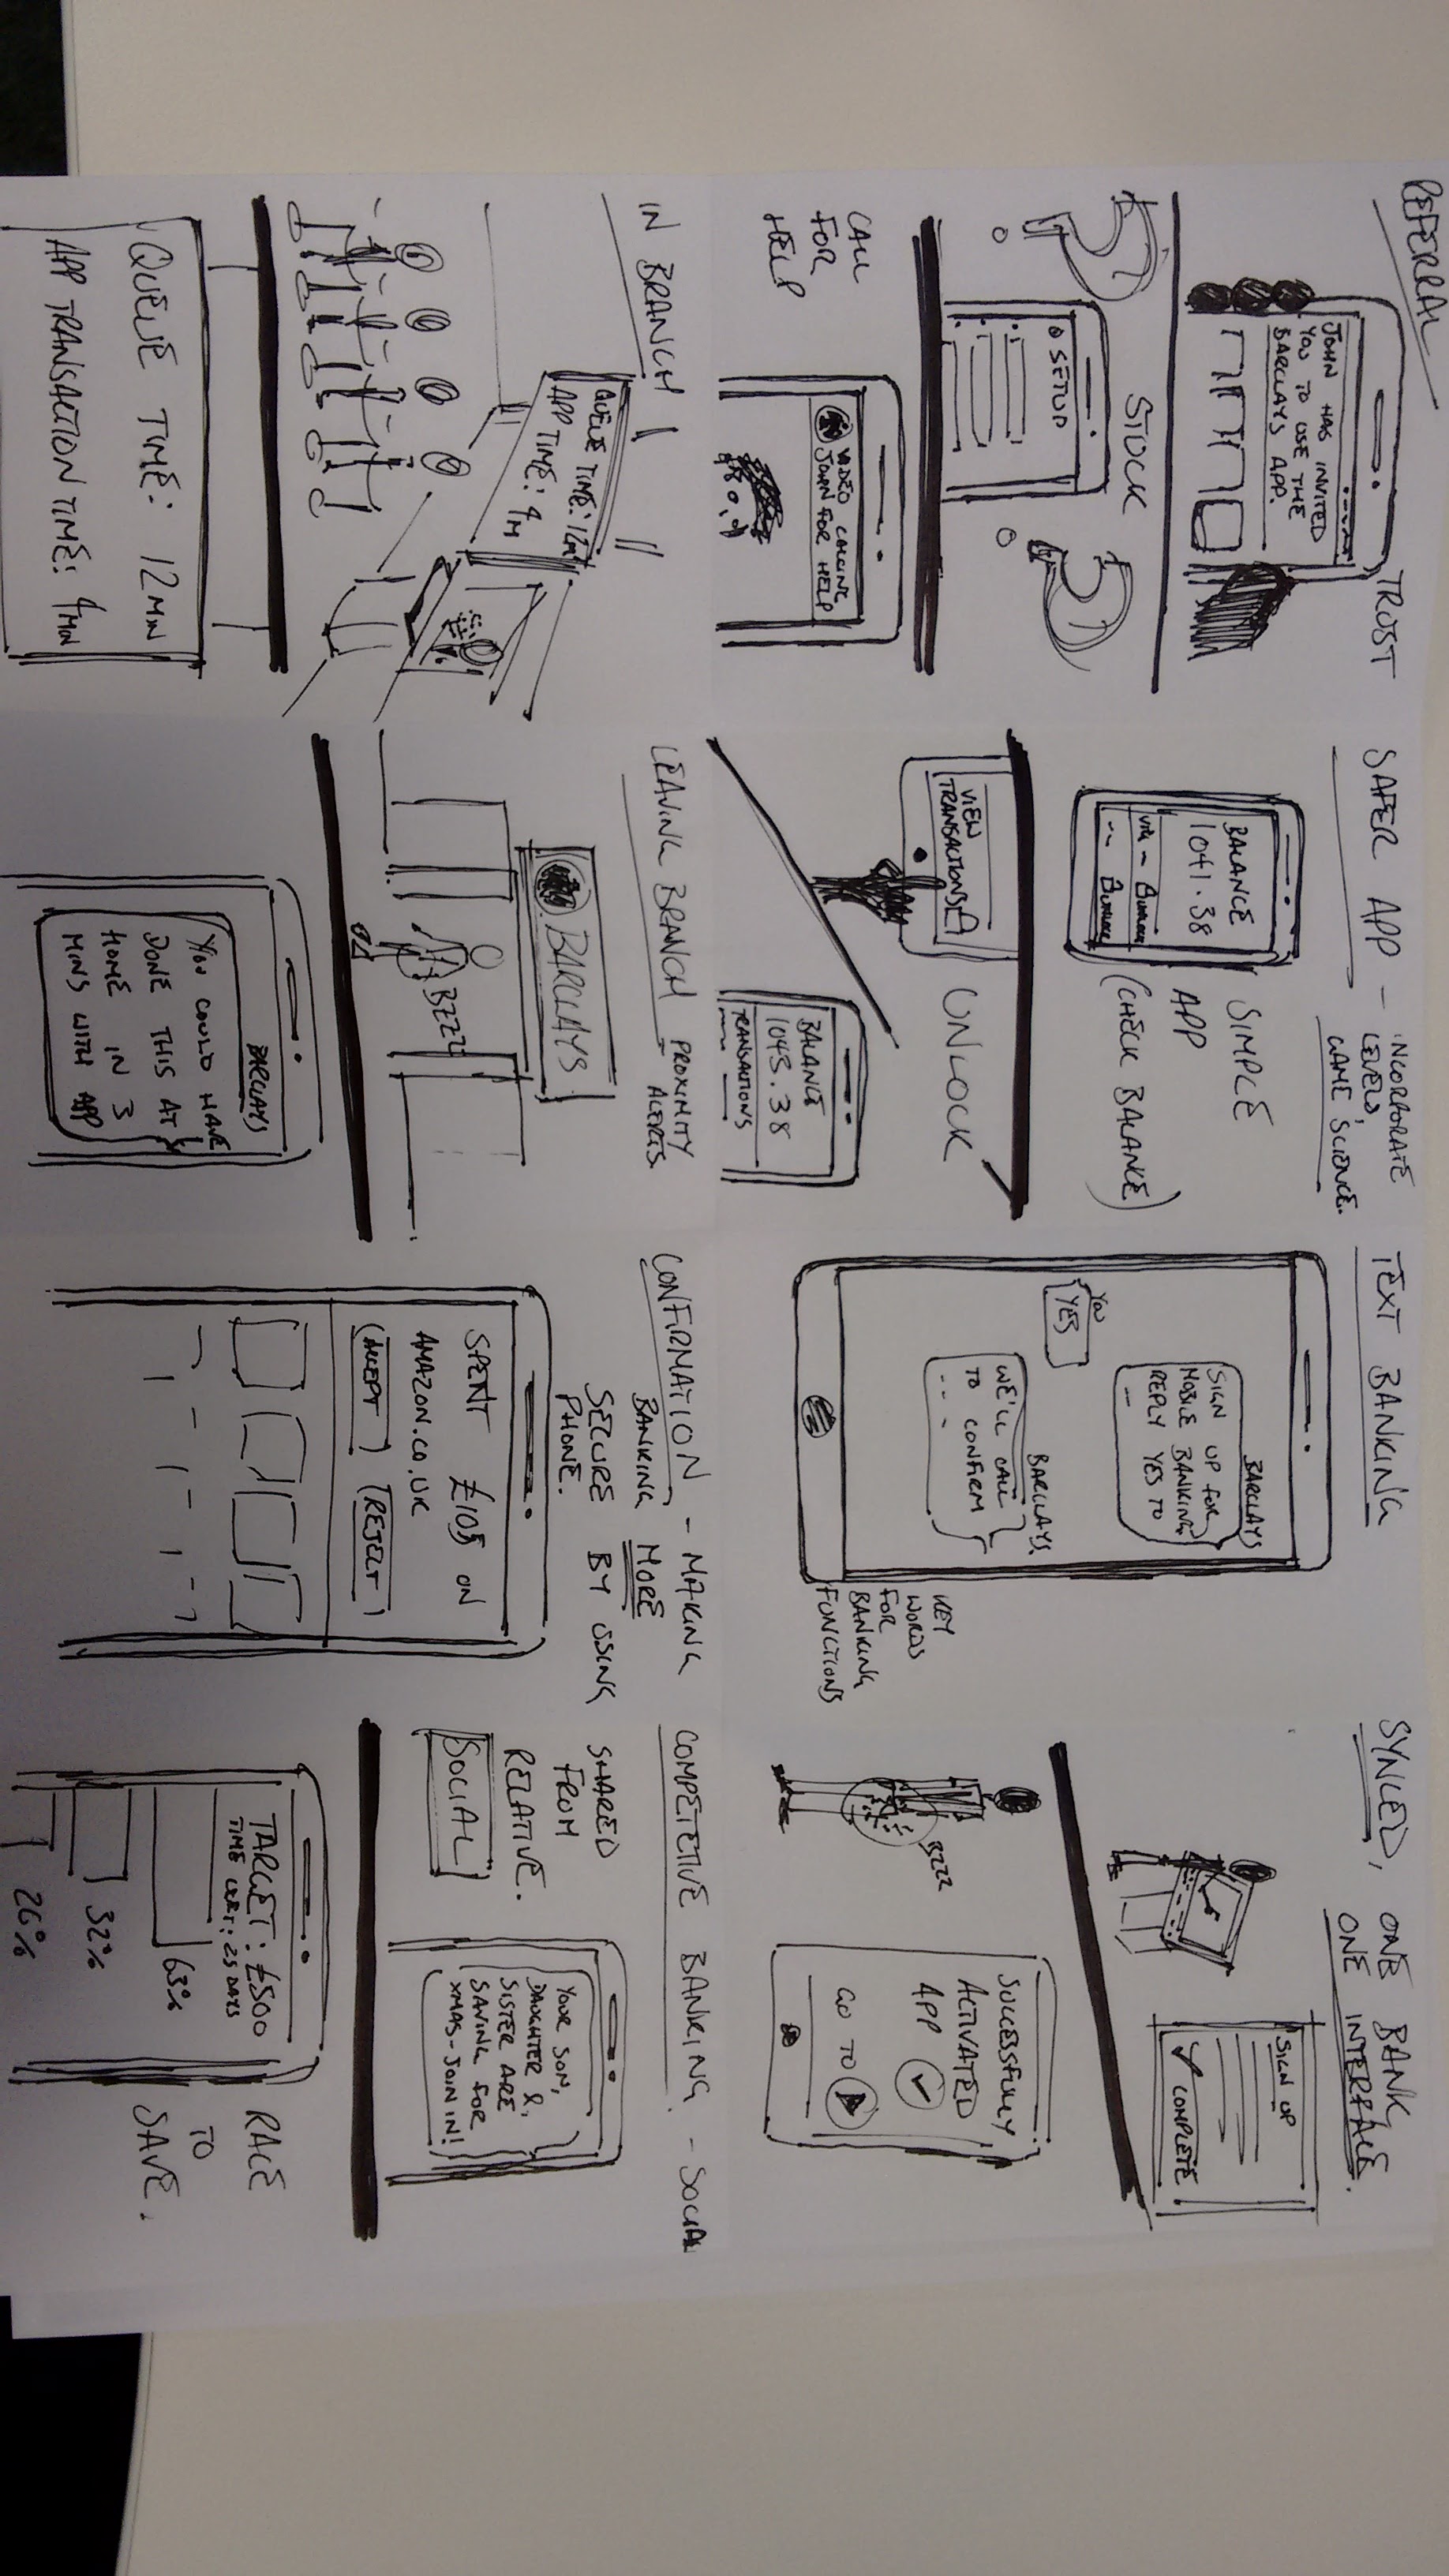 REFERRAL
TRUST
JOHN HAS INVITED
YOU TO USE THE
BARCLAYS APP.
STUCK
SETUP
CALL
FOR
HELP
VIDEO CALLING
JOHN FOR HELP
SAFER APP - INCORPORATE
LEVELS,
GAME SCIENCE.
BALANCE
1041.38
SIMPLE
APP
(CHECK BALANCE)
VIEW
TRANSACTIONS
UNLOCK
BALANCE
1043.38
TRANSACTIONS
TEXT BANKING
BARCLAYS
SIGN UP FOR
MOBILE BANKING
REPLY YES TO
YOU
YES
BARCLAYS
WE'LL CALL
TO CONFIRM
...
KEY
WORDS
FOR
BANKING
FUNCTIONS
SYNCED, ONE BANK,
ONE INTERFACE.
SIGN UP
✓ COMPLETE
BZZZ
SUCCESSFULLY
ACTIVATED
APP ✓
GO TO
IN BRANCH
QUEUE TIME: 12M
APP TIME: 4M
QUEUE TIME: 12MIN
APP TRANSACTION TIME: 4MIN
LEAVING BRANCH → PROXIMITY
ALERTS.
BARCLAYS
BZZZ
BARCLAYS
YOU COULD HAVE
DONE THIS AT
HOME IN 3
MINS WITH APP
CONFIRMATION, - MAKING
BANKING MORE
SECURE BY USING
PHONE.
SPENT £105 ON
AMAZON.CO.UK
(ACCEPT) (REJECT)
COMPETITIVE BANKING. - SOCIAL
SHARED
FROM
RELATIVE.
SOCIAL
YOUR SON,
DAUGHTER &
SISTER ARE
SAVING FOR
XMAS-JOIN IN!
TARGET: £500
TIME LEFT: 25 DAYS
63%
32%
26%
RACE
TO
SAVE.